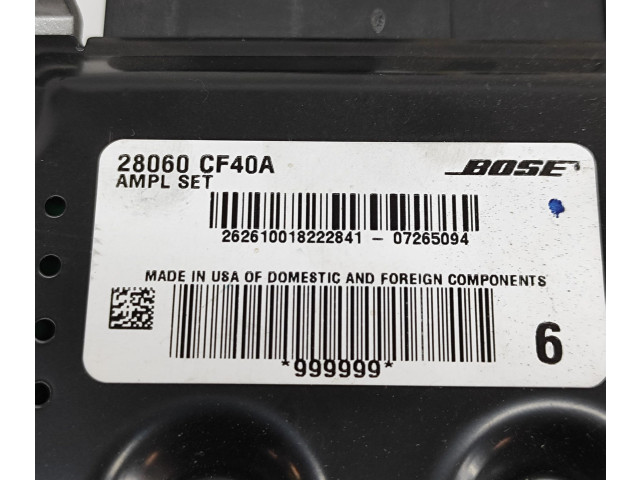 28060 CF40A
BOSE
AMPL SET
262610018222841 - 07265094
MADE IN USA OF DOMESTIC AND FOREIGN COMPONENTS
6
*999999*